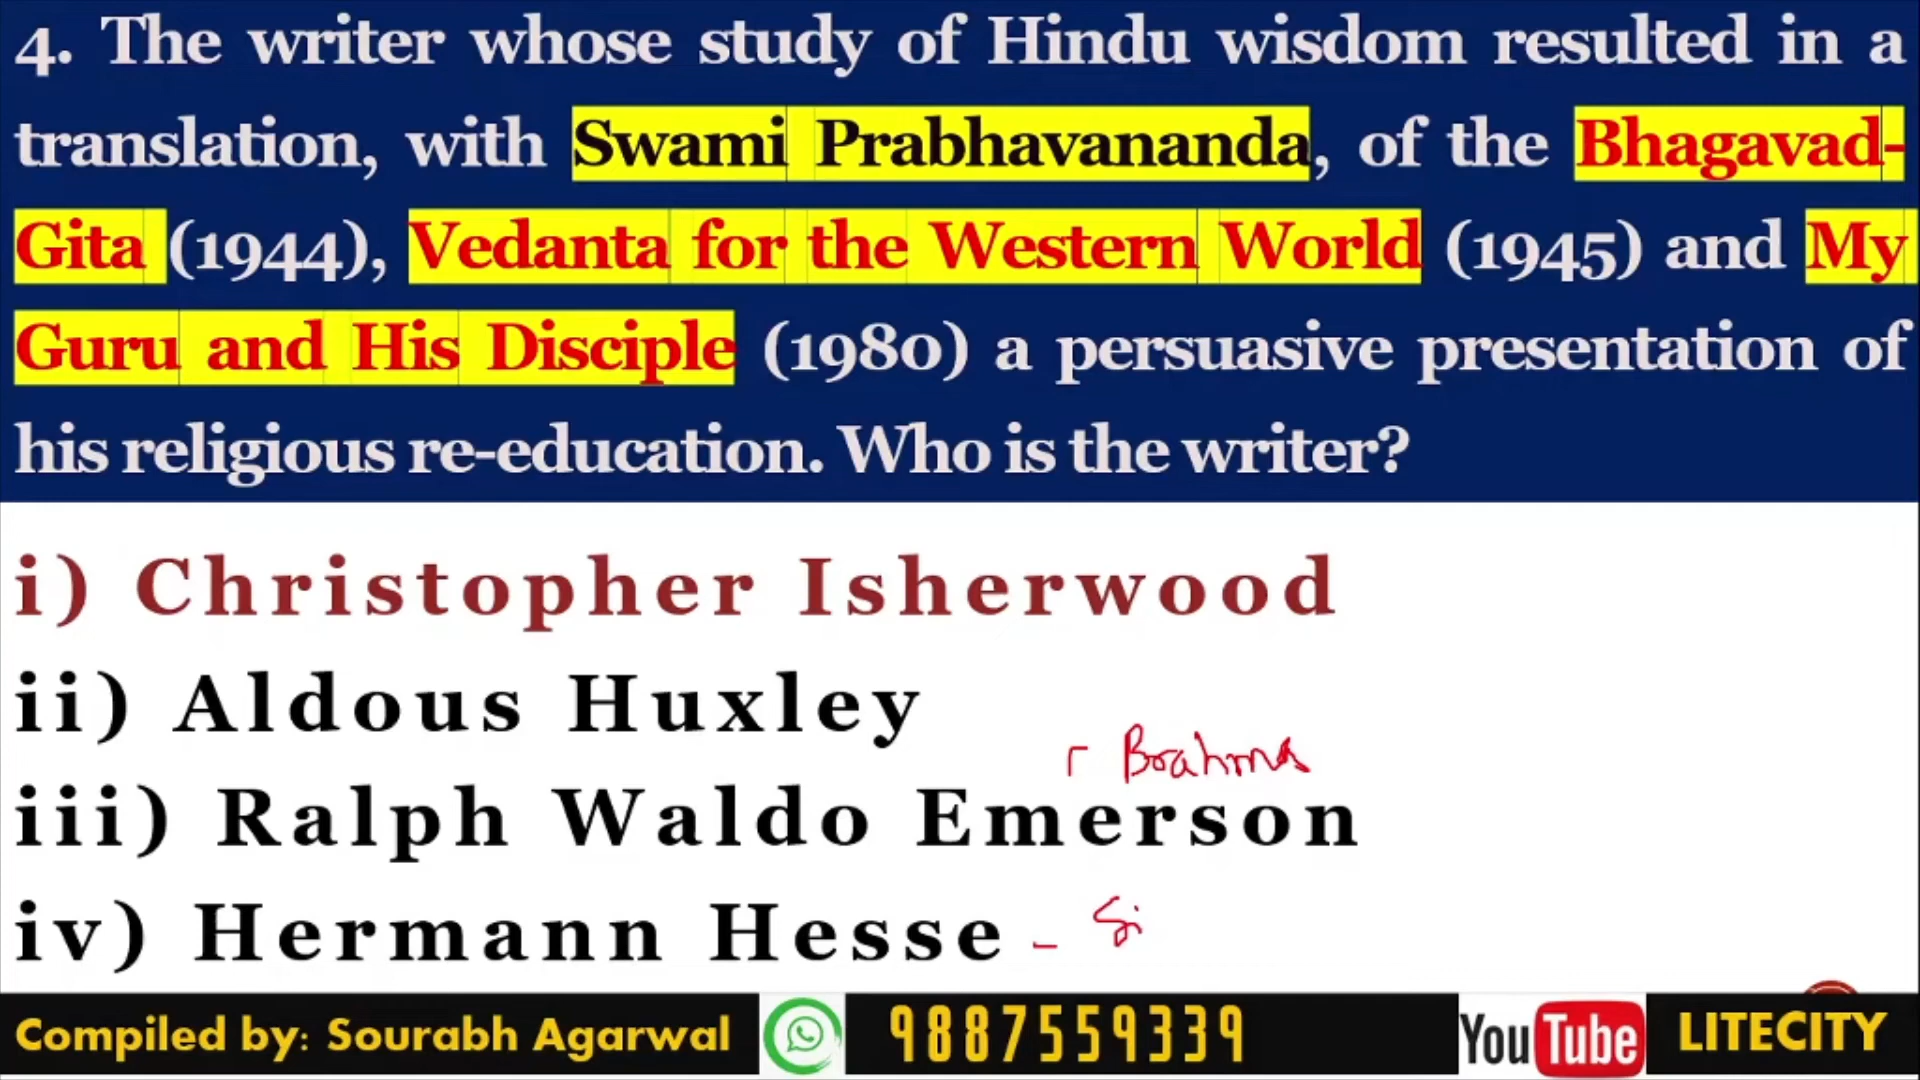 4. The writer whose study of Hindu wisdom resulted in a
translation, with Swami Prabhavananda, of the Bhagavad-
Gita (1944), Vedanta for the Western World (1945) and My
Guru and His Disciple (1980) a persuasive presentation of
his religious re-education. Who is the writer?
i) Christopher Isherwood
ii) Aldous Huxley
Brahma
iii) Ralph Waldo Emerson
iv) Hermann Hesse - Si
Compiled by: Sourabh Agarwal 9887559339 YouTube LITECITY